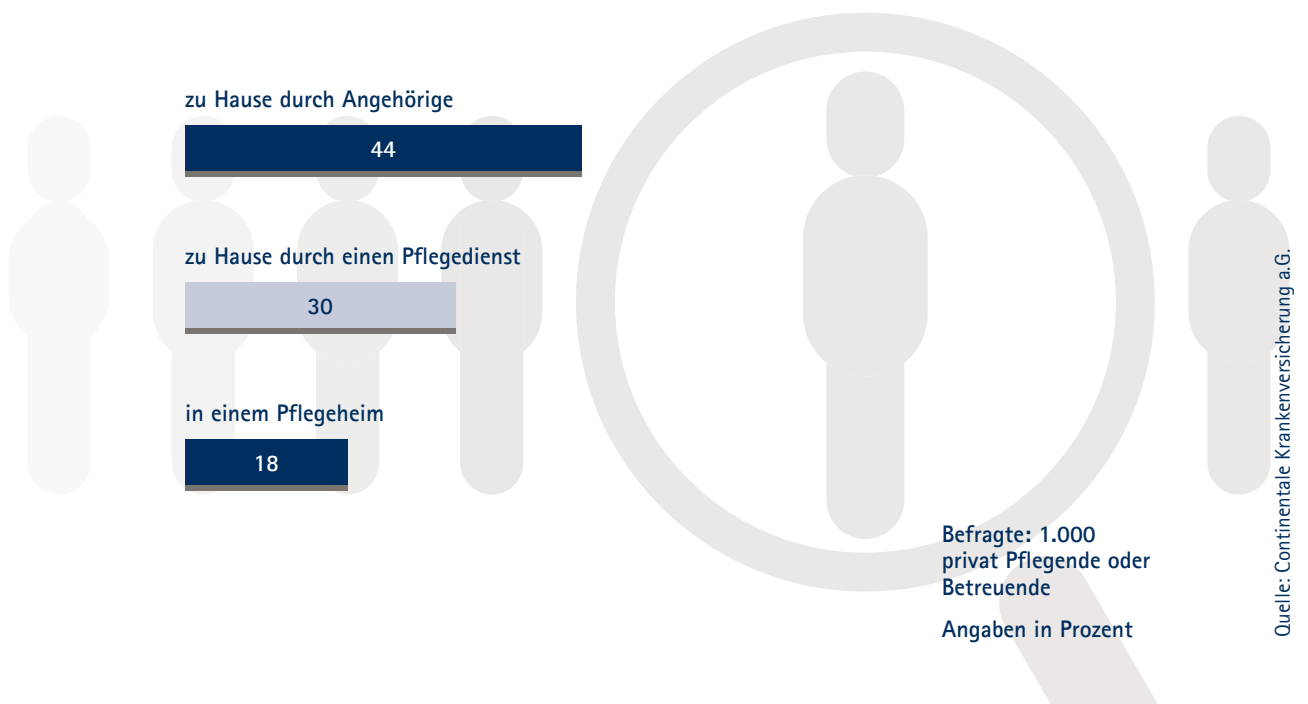 zu Hause durch Angehörige
44
zu Hause durch einen Pflegedienst
30
in einem Pflegeheim
18
Befragte: 1.000
privat Pflegende oder
Betreuende
Angaben in Prozent
Quelle: Continentale Krankenversicherung a.G.